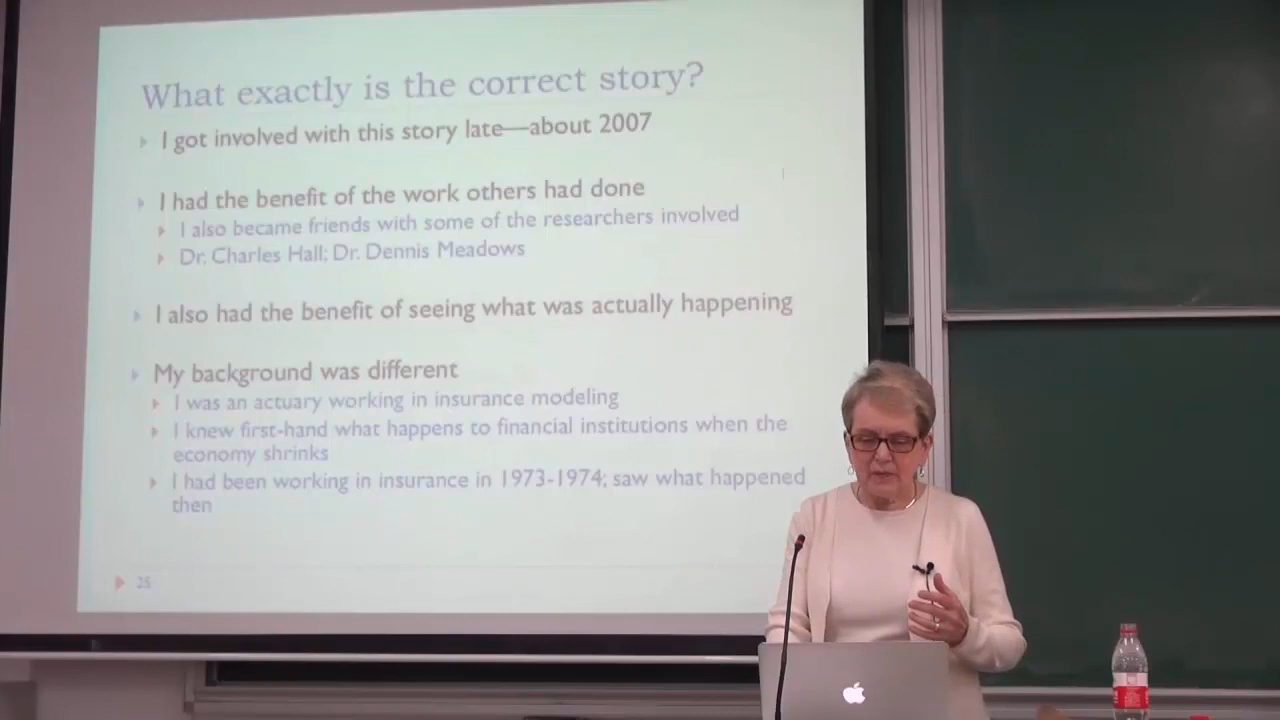 What exactly is the correct story?
I got involved with this story late—about 2007
I had the benefit of the work others had done
I also became friends with some of the researchers involved
Dr. Charles Hall; Dr. Dennis Meadows
I also had the benefit of seeing what was actually happening
My background was different
I was an actuary working in insurance modeling
I knew first-hand what happens to financial institutions when the
economy shrinks
I had been working in insurance in 1973-1974; saw what happened
then
25